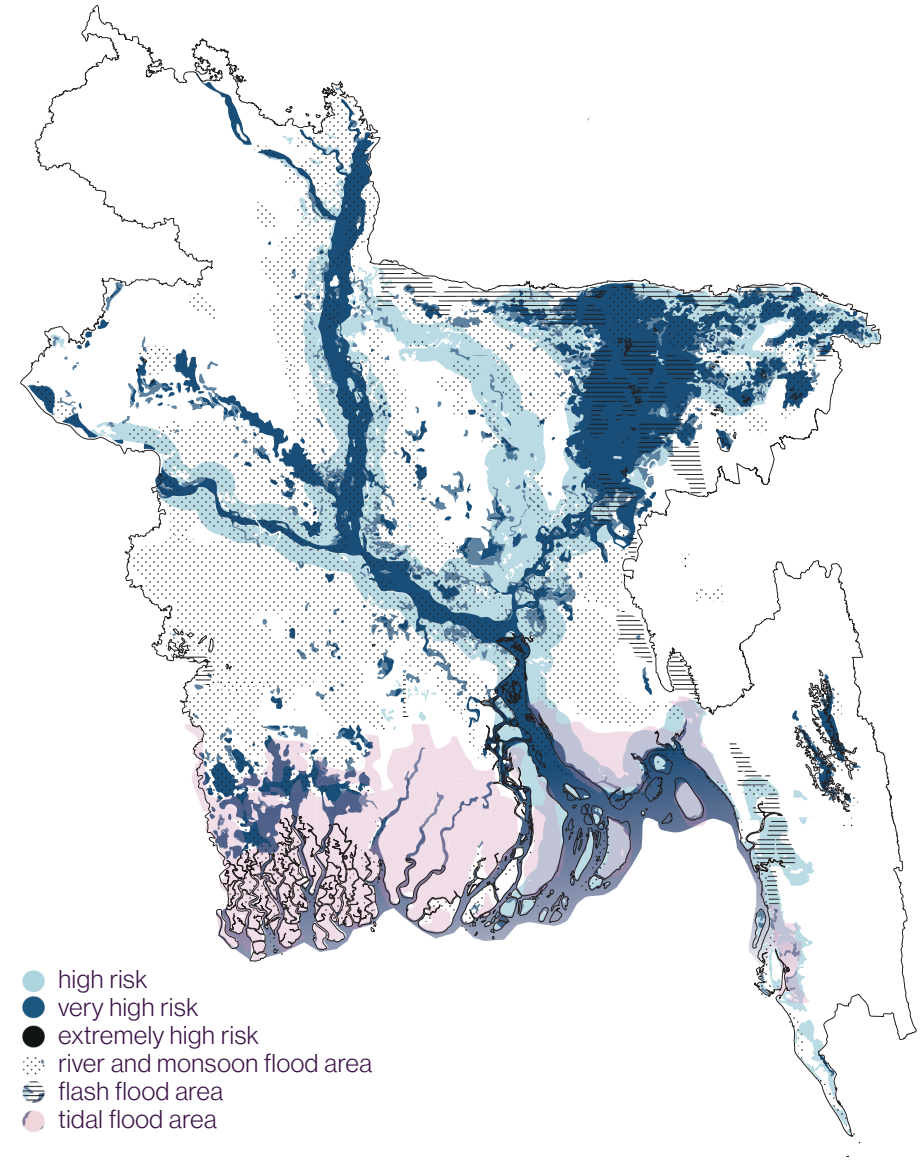 high risk
very high risk
extremely high risk
river and monsoon flood area
flash flood area
tidal flood area